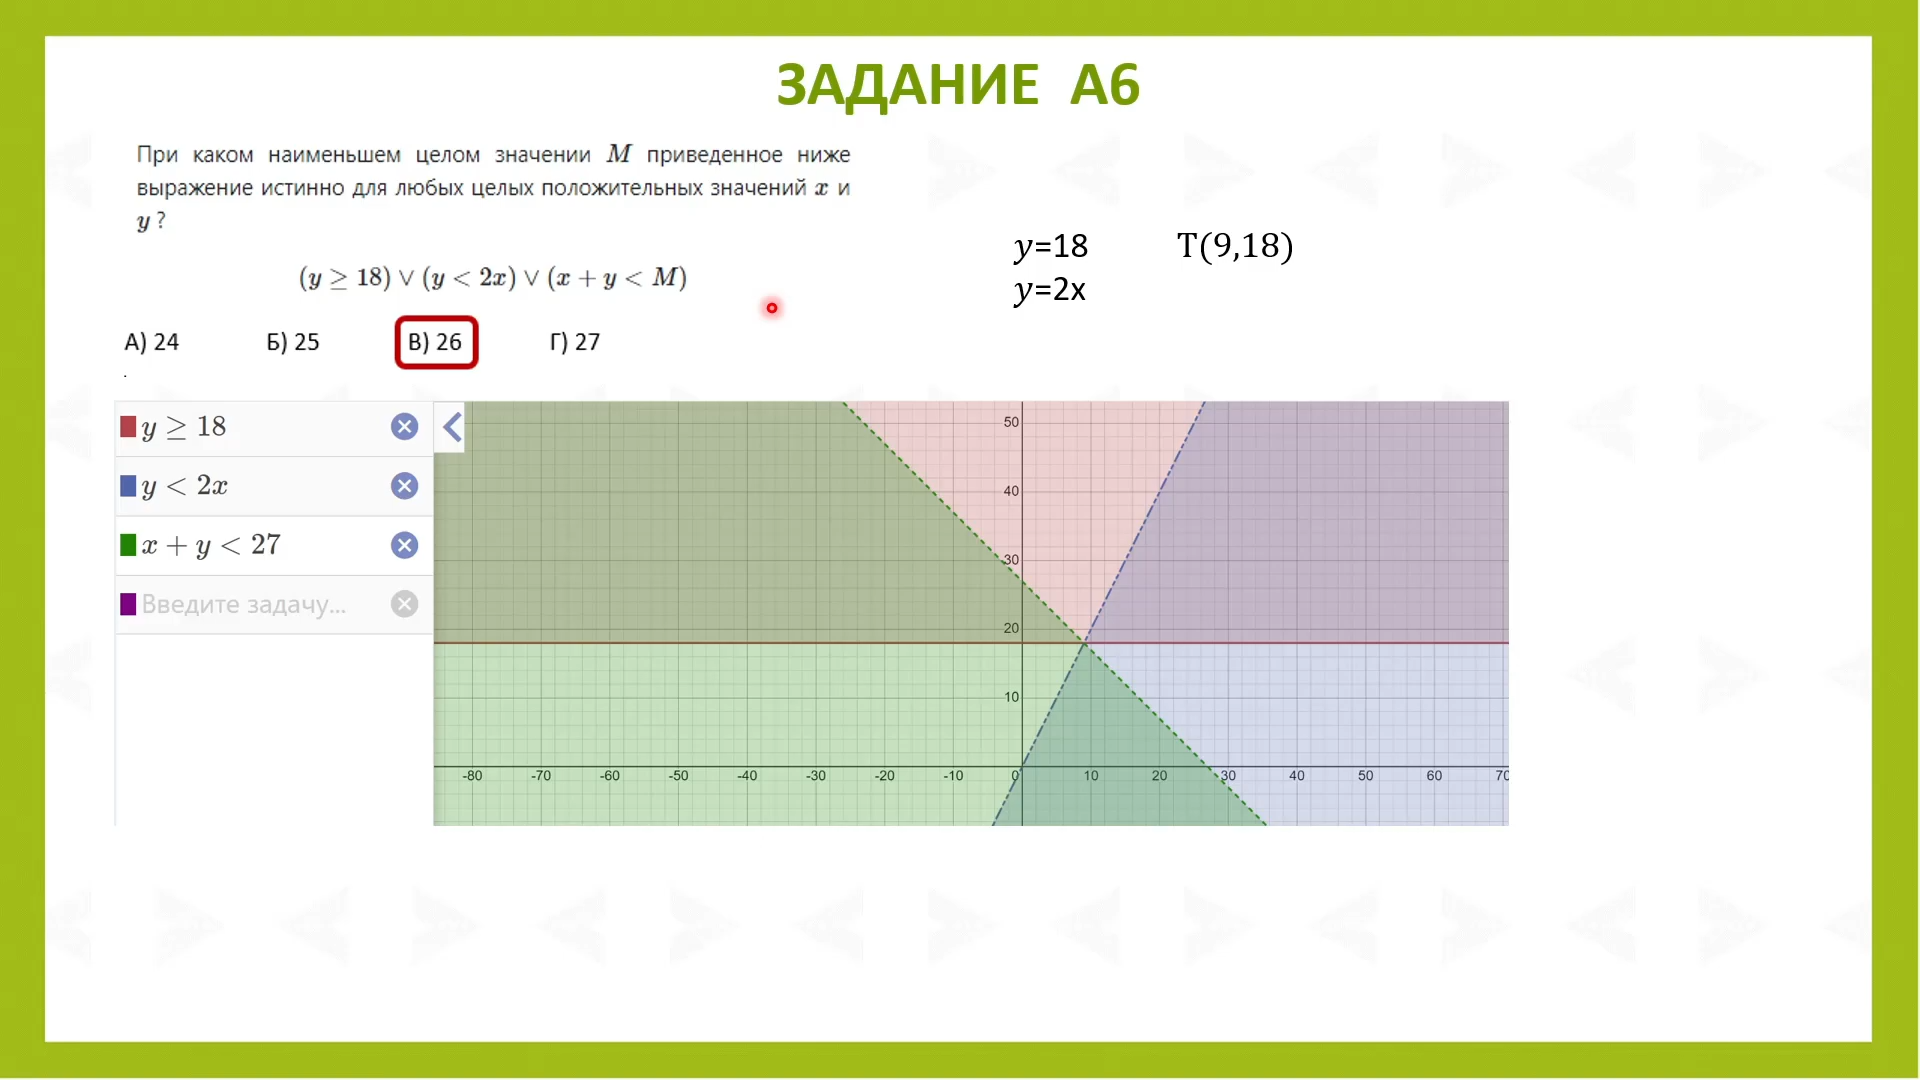 ЗАДАНИЕ А6
При каком наименьшем целом значении M приведенное ниже
выражение истинно для любых целых положительных значений x и
y ?
(y ≥ 18) ∨ (y < 2x) ∨ (x + y < M)
А) 24 Б) 25 В) 26 Г) 27
.
y=18 T(9,18)
y=2x
y ≥ 18
y < 2x
x + y < 27
Введите задачу...
50
40
30
20
10
-80 -70 -60 -50 -40 -30 -20 -10 0 10 20 30 40 50 60 70